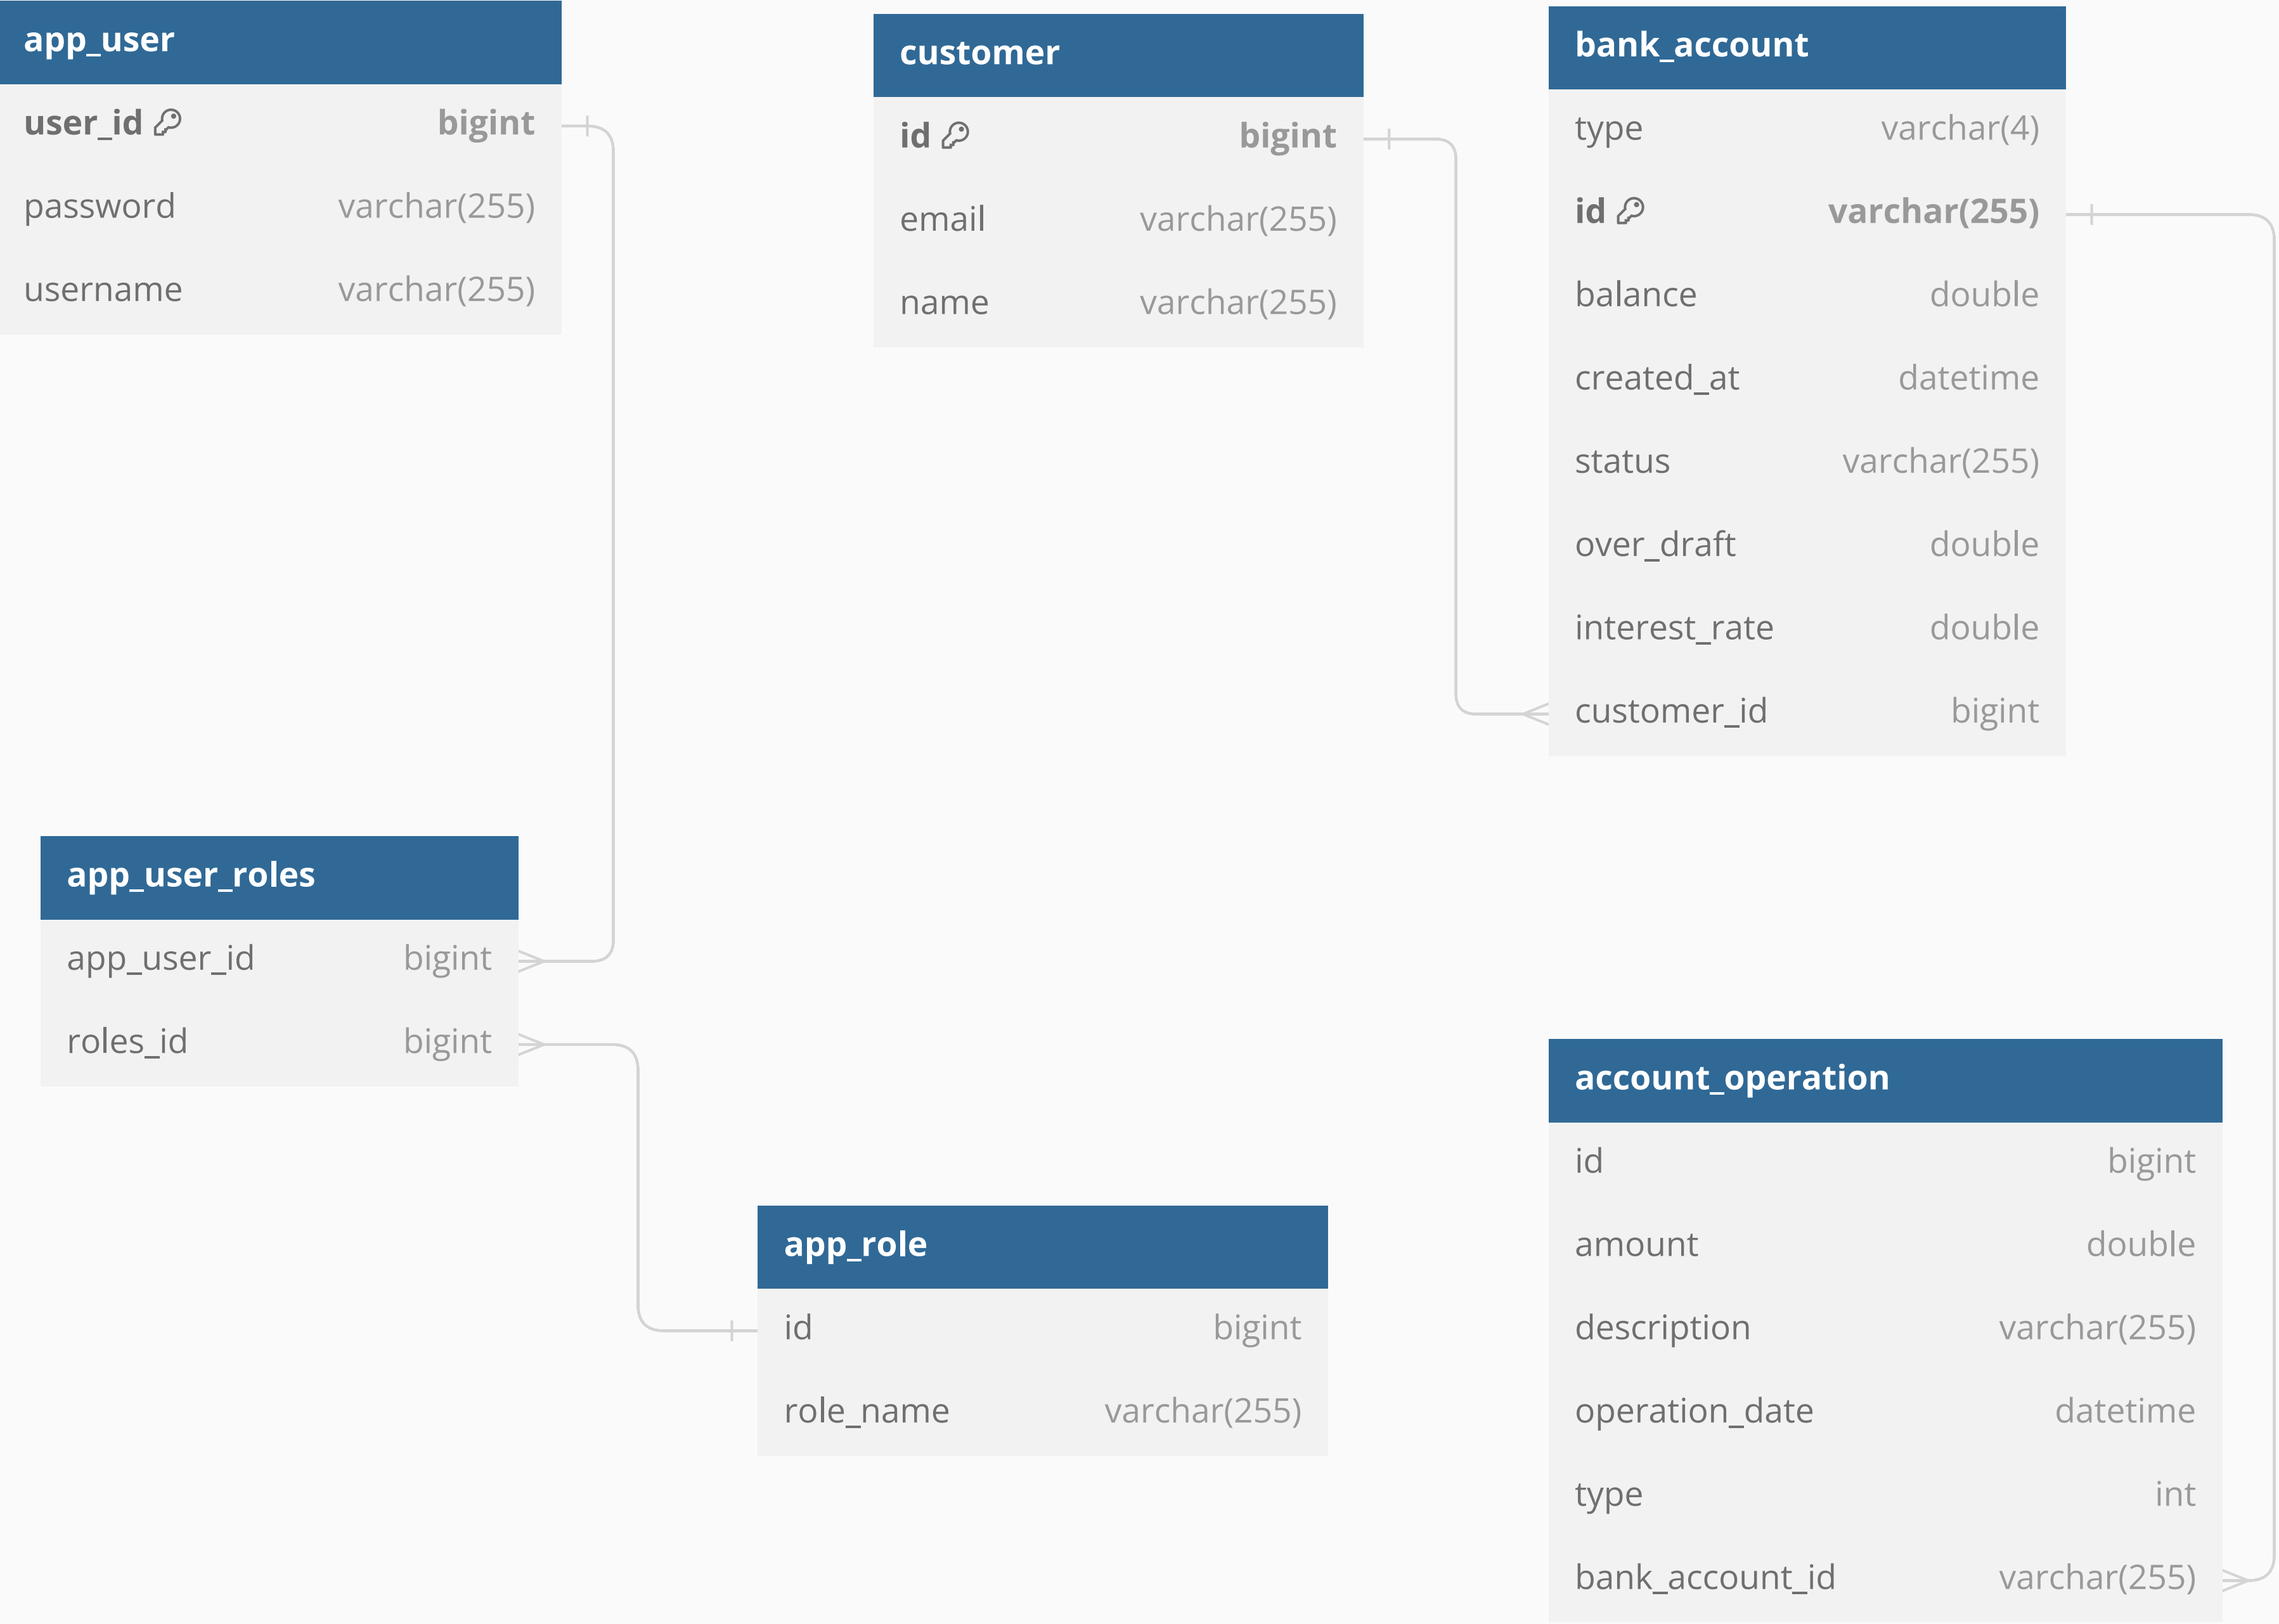 app_user
user_id bigint
password varchar(255)
username varchar(255)
customer
id bigint
email varchar(255)
name varchar(255)
bank_account
type varchar(4)
id varchar(255)
balance double
created_at datetime
status varchar(255)
over_draft double
interest_rate double
customer_id bigint
app_user_roles
app_user_id bigint
roles_id bigint
app_role
id bigint
role_name varchar(255)
account_operation
id bigint
amount double
description varchar(255)
operation_date datetime
type int
bank_account_id varchar(255)